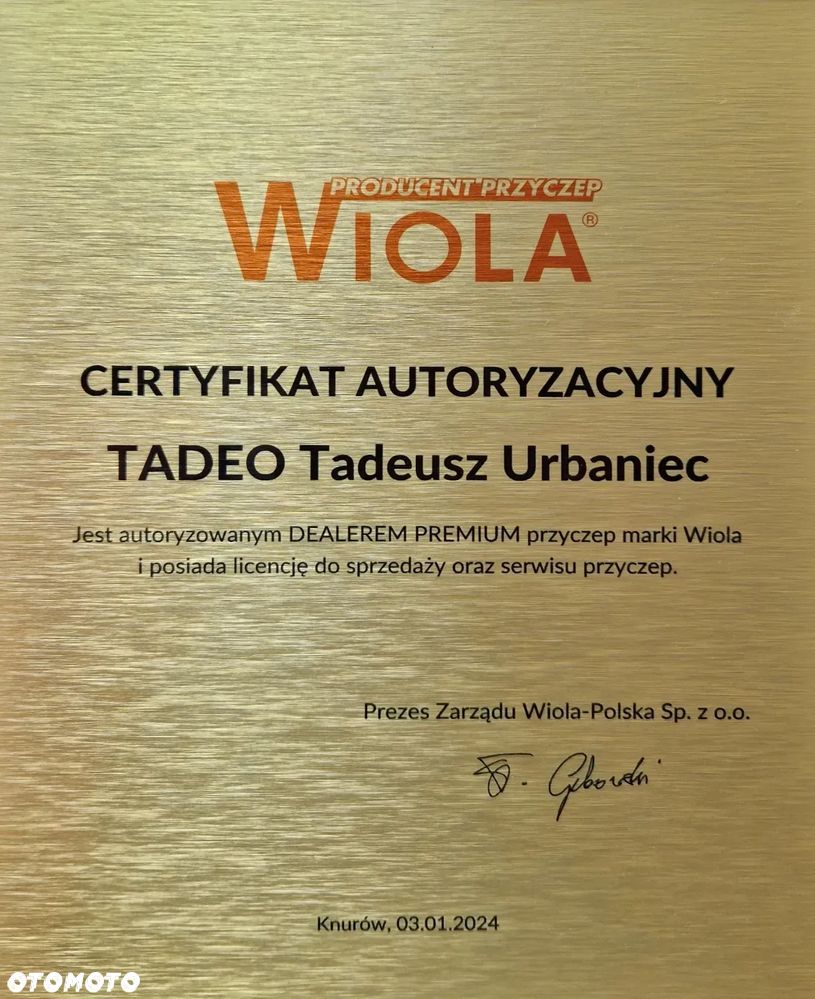 PRODUCENT PRZYCZEP
WIOLA®
CERTYFIKAT AUTORYZACYJNY
TADEO Tadeusz Urbaniec
Jest autoryzowanym DEALEREM PREMIUM przyczep marki Wiola
i posiada licencję do sprzedaży oraz serwisu przyczep.
Prezes Zarządu Wiola-Polska Sp. z o.o.
Knurów, 03.01.2024
OTOMOTO